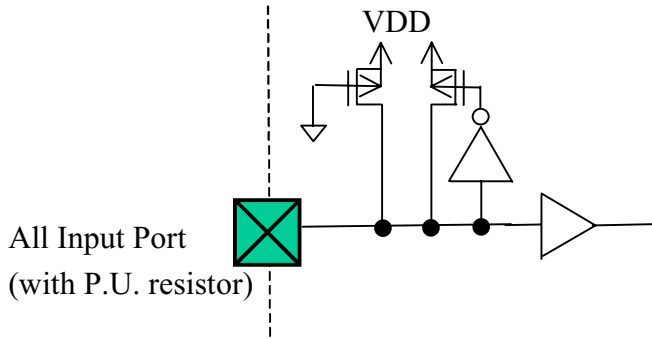 VDD
All Input Port
(with P.U. resistor)